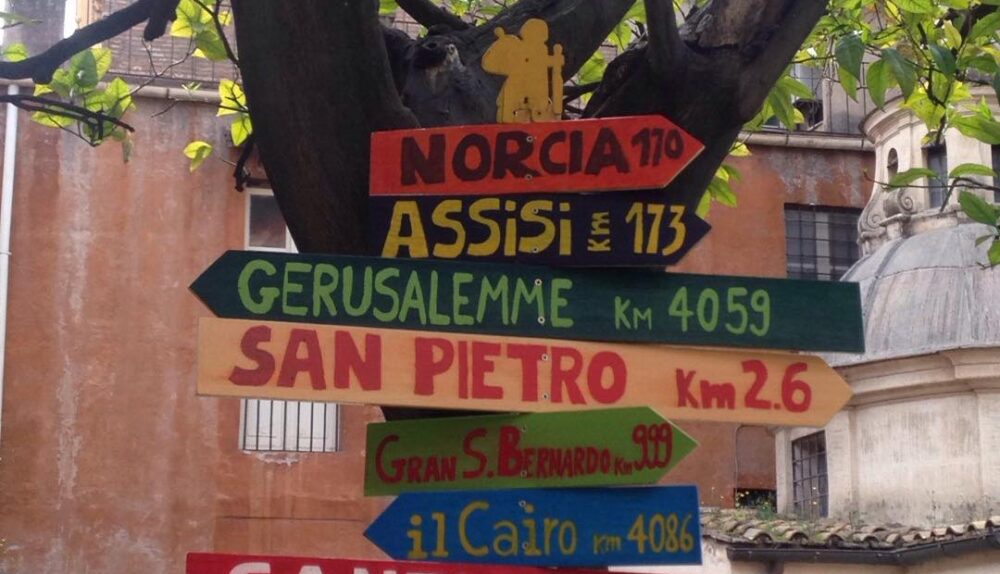 NORCIA 170
ASSiSi Km 173
GERUSALEMME KM 4059
SAN PIETRO Km 2.6
GRAN S. BERNARDO Km 999
il Cairo km 4086